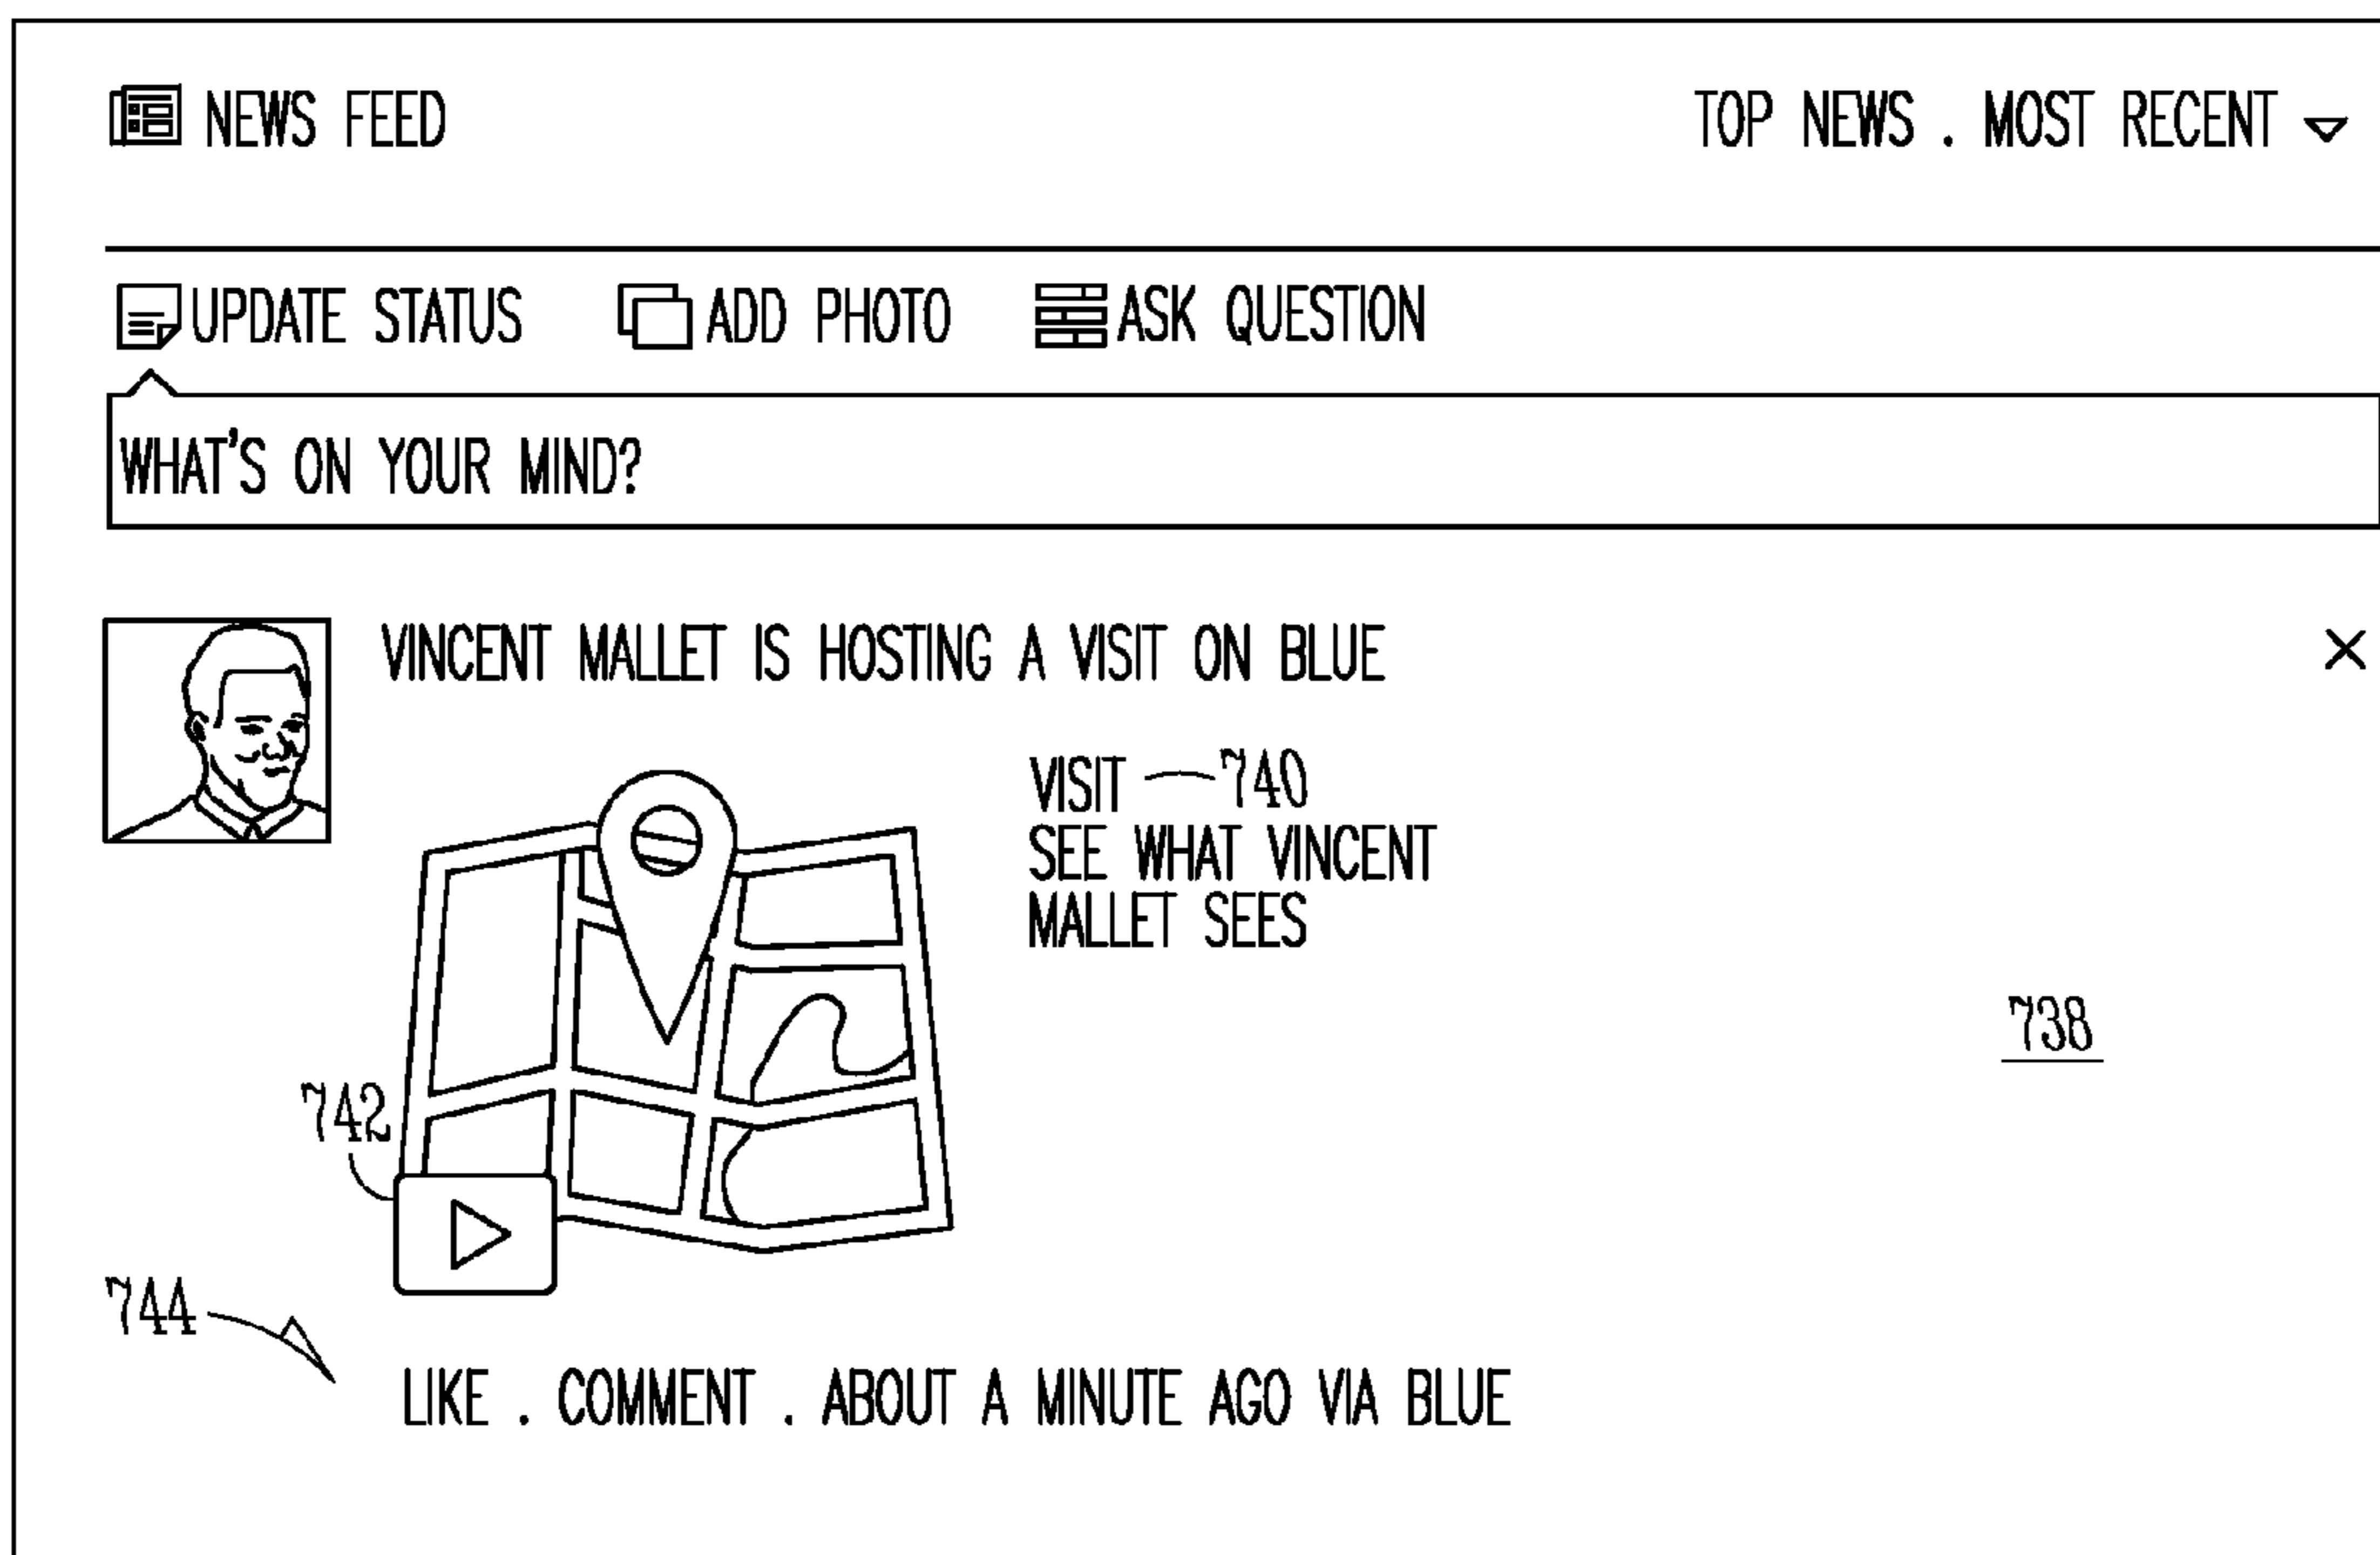 NEWS FEED
TOP NEWS . MOST RECENT
UPDATE STATUS ADD PHOTO ASK QUESTION
WHAT'S ON YOUR MIND?
VINCENT MALLET IS HOSTING A VISIT ON BLUE
VISIT 740
SEE WHAT VINCENT
MALLET SEES
738
742
744
LIKE . COMMENT . ABOUT A MINUTE AGO VIA BLUE